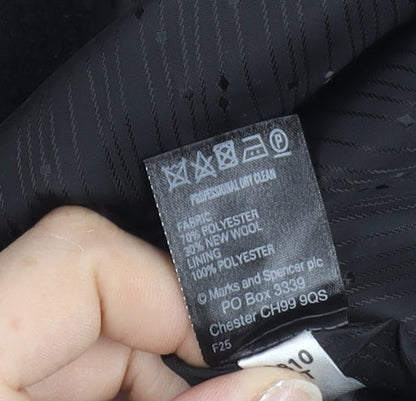 P
PROFESSIONAL DRY CLEAN
FABRIC
70% POLYESTER
30% NEW WOOL
LINING
100% POLYESTER
© Marks and Spencer plc
PO Box 3339
Chester CH99 9QS
F25